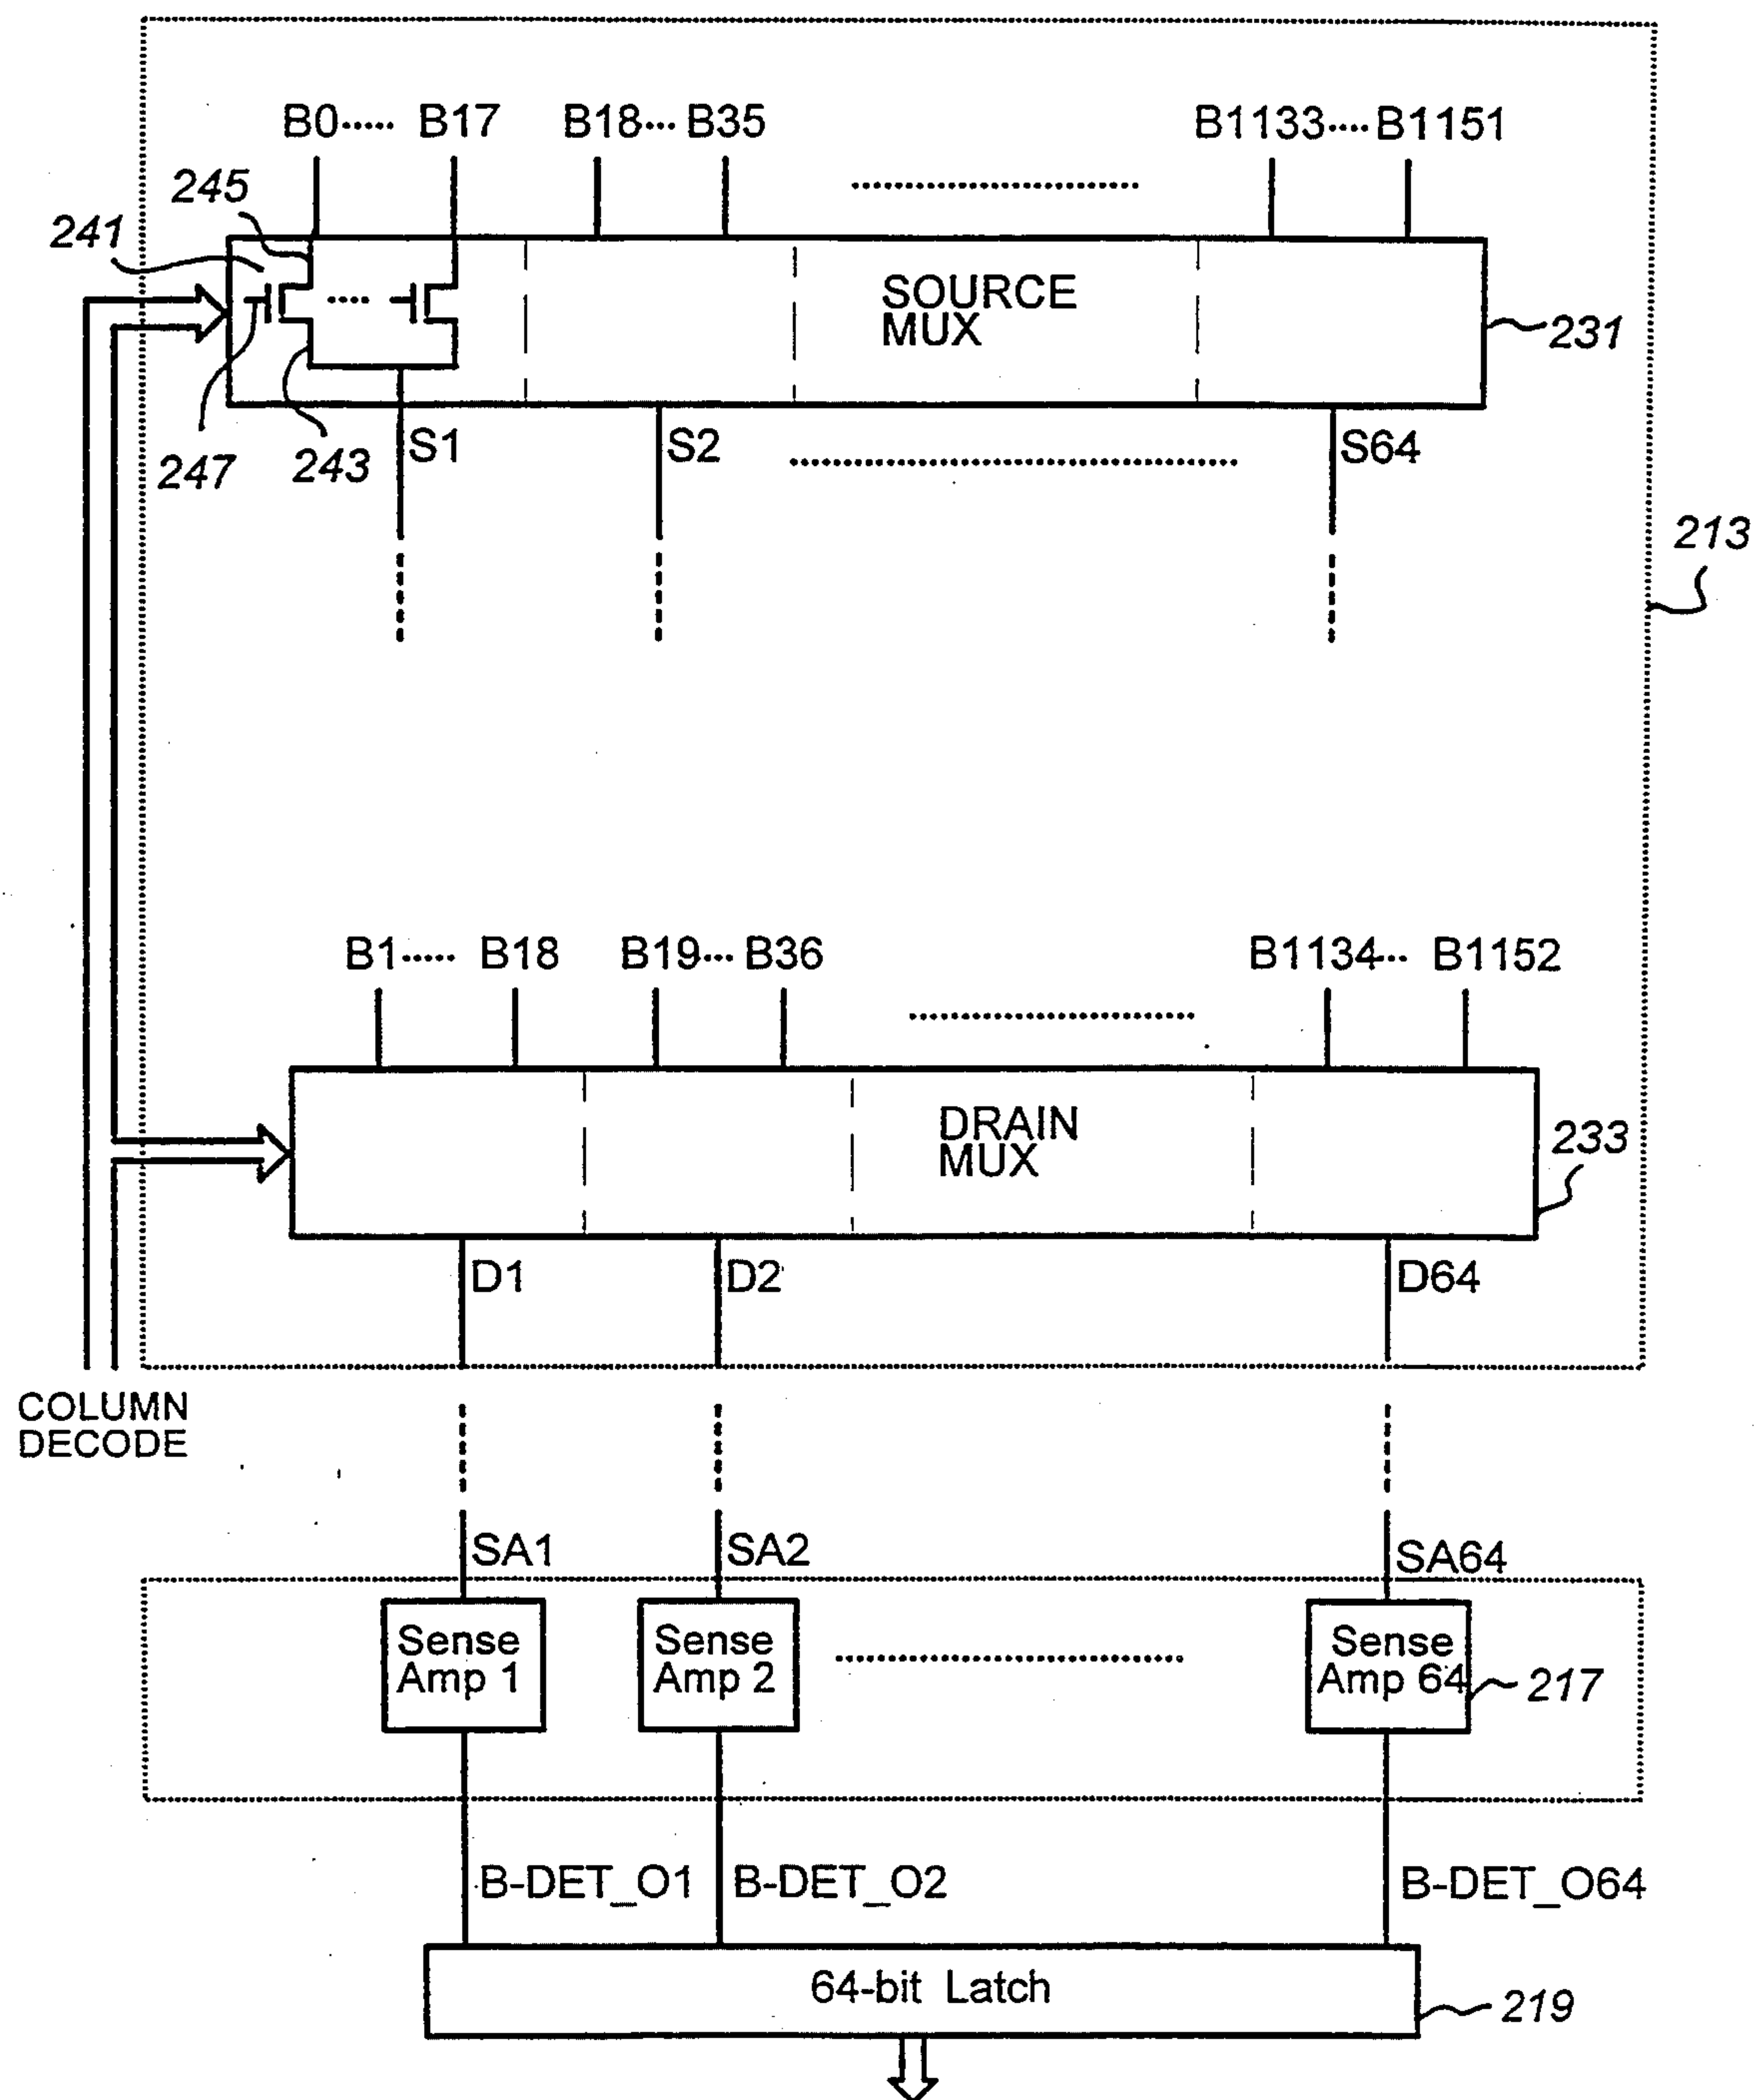 B0····· B17 B18··· B35 B1133···· B1151
245
241
SOURCE
MUX
231
247 243 S1 S2 S64
213
B1····· B18 B19··· B36 B1134··· B1152
DRAIN
MUX
233
D1 D2 D64
COLUMN
DECODE
SA1 SA2 SA64
Sense
Amp 1
Sense
Amp 2
Sense
Amp 64
217
B-DET_O1 B-DET_O2 B-DET_O64
64-bit Latch
219